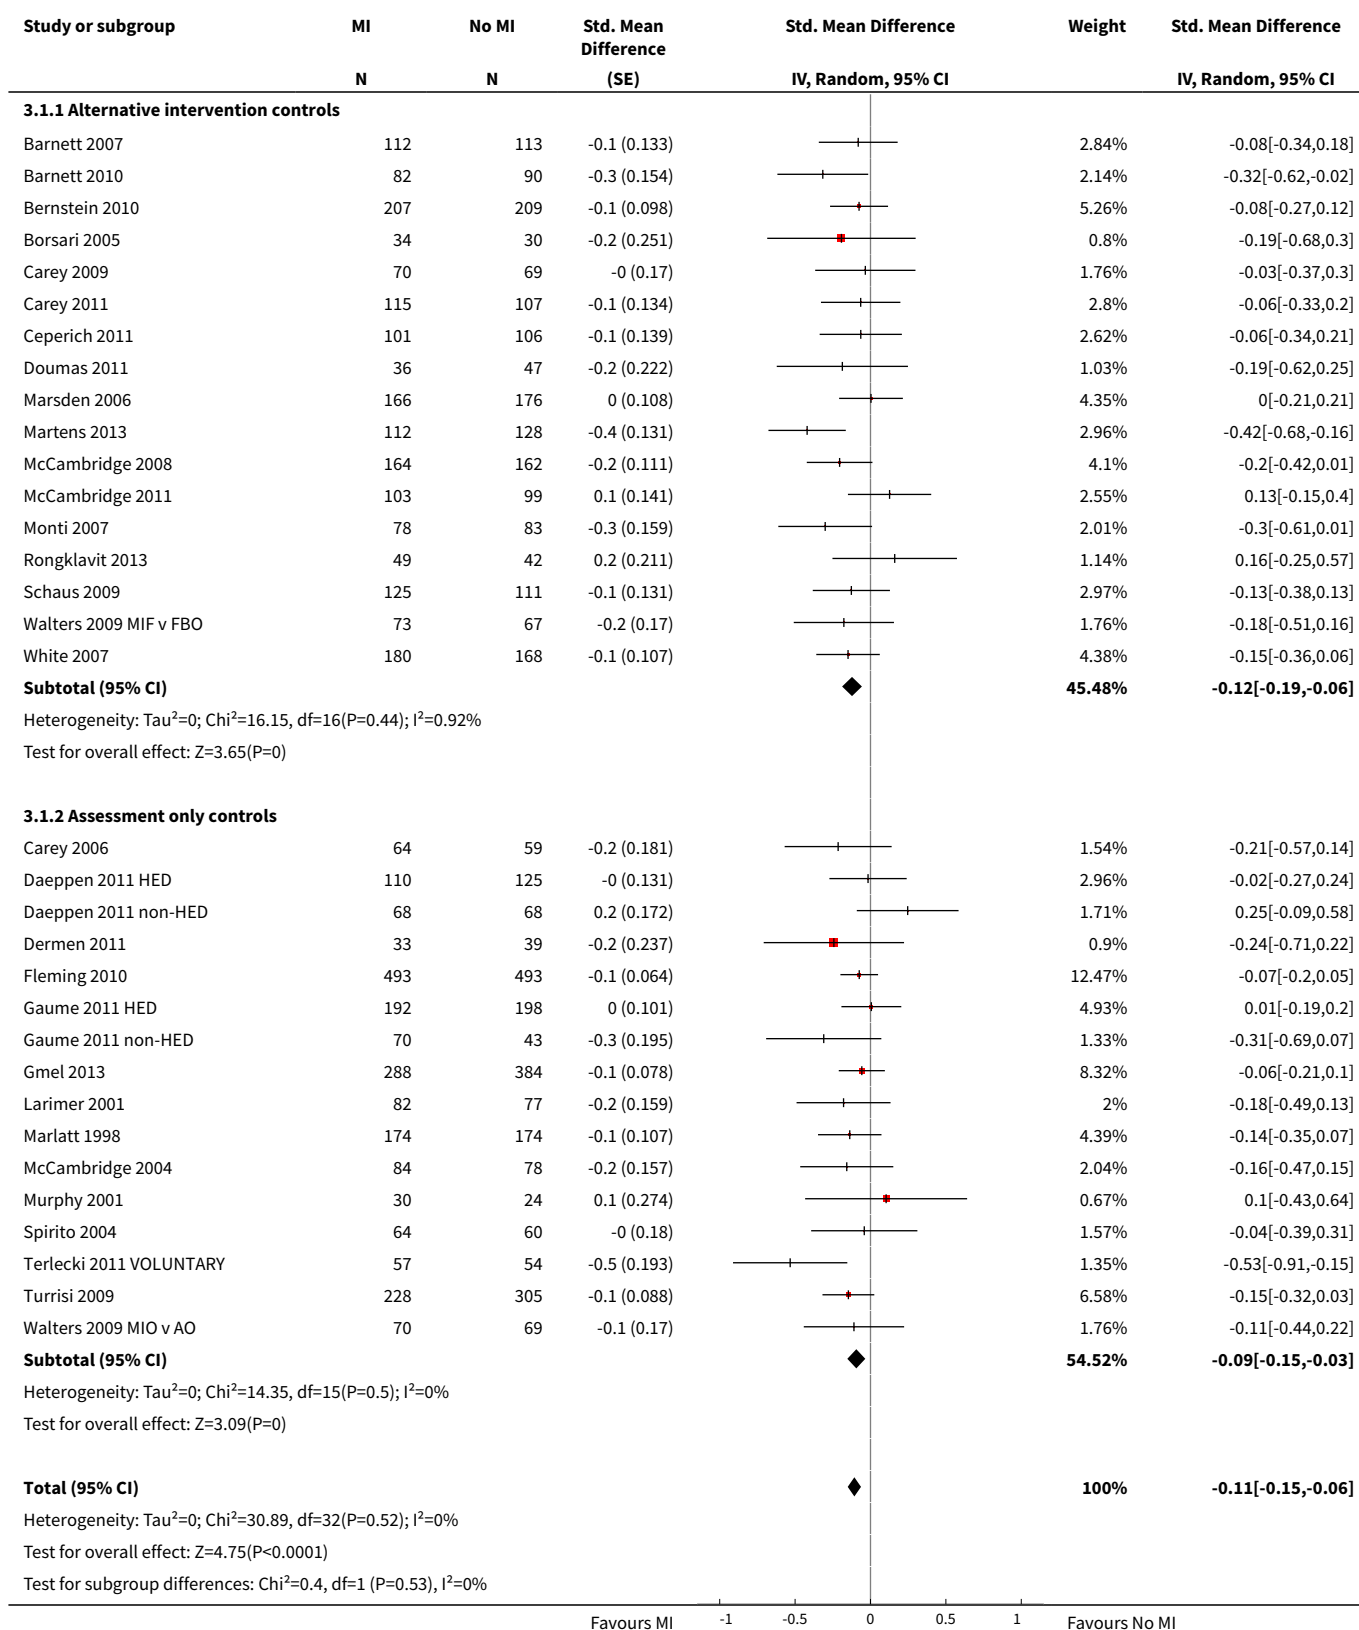 Study or subgroup MI No MI Std. Mean Difference Std. Mean Difference Weight Std. Mean Difference
N N (SE) IV, Random, 95% CI IV, Random, 95% CI
3.1.1 Alternative intervention controls
Barnett 2007 112 113 -0.1 (0.133) 2.84% -0.08[-0.34,0.18]
Barnett 2010 82 90 -0.3 (0.154) 2.14% -0.32[-0.62,-0.02]
Bernstein 2010 207 209 -0.1 (0.098) 5.26% -0.08[-0.27,0.12]
Borsari 2005 34 30 -0.2 (0.251) 0.8% -0.19[-0.68,0.3]
Carey 2009 70 69 -0 (0.17) 1.76% -0.03[-0.37,0.3]
Carey 2011 115 107 -0.1 (0.134) 2.8% -0.06[-0.33,0.2]
Ceperich 2011 101 106 -0.1 (0.139) 2.62% -0.06[-0.34,0.21]
Doumas 2011 36 47 -0.2 (0.222) 1.03% -0.19[-0.62,0.25]
Marsden 2006 166 176 0 (0.108) 4.35% 0[-0.21,0.21]
Martens 2013 112 128 -0.4 (0.131) 2.96% -0.42[-0.68,-0.16]
McCambridge 2008 164 162 -0.2 (0.111) 4.1% -0.2[-0.42,0.01]
McCambridge 2011 103 99 0.1 (0.141) 2.55% 0.13[-0.15,0.4]
Monti 2007 78 83 -0.3 (0.159) 2.01% -0.3[-0.61,0.01]
Rongklavit 2013 49 42 0.2 (0.211) 1.14% 0.16[-0.25,0.57]
Schaus 2009 125 111 -0.1 (0.131) 2.97% -0.13[-0.38,0.13]
Walters 2009 MIF v FBO 73 67 -0.2 (0.17) 1.76% -0.18[-0.51,0.16]
White 2007 180 168 -0.1 (0.107) 4.38% -0.15[-0.36,0.06]
Subtotal (95% CI) 45.48% -0.12[-0.19,-0.06]
Heterogeneity: Tau²=0; Chi²=16.15, df=16(P=0.44); I²=0.92%
Test for overall effect: Z=3.65(P=0)
3.1.2 Assessment only controls
Carey 2006 64 59 -0.2 (0.181) 1.54% -0.21[-0.57,0.14]
Daeppen 2011 HED 110 125 -0 (0.131) 2.96% -0.02[-0.27,0.24]
Daeppen 2011 non-HED 68 68 0.2 (0.172) 1.71% 0.25[-0.09,0.58]
Dermen 2011 33 39 -0.2 (0.237) 0.9% -0.24[-0.71,0.22]
Fleming 2010 493 493 -0.1 (0.064) 12.47% -0.07[-0.2,0.05]
Gaume 2011 HED 192 198 0 (0.101) 4.93% 0.01[-0.19,0.2]
Gaume 2011 non-HED 70 43 -0.3 (0.195) 1.33% -0.31[-0.69,0.07]
Gmel 2013 288 384 -0.1 (0.078) 8.32% -0.06[-0.21,0.1]
Larimer 2001 82 77 -0.2 (0.159) 2% -0.18[-0.49,0.13]
Marlatt 1998 174 174 -0.1 (0.107) 4.39% -0.14[-0.35,0.07]
McCambridge 2004 84 78 -0.2 (0.157) 2.04% -0.16[-0.47,0.15]
Murphy 2001 30 24 0.1 (0.274) 0.67% 0.1[-0.43,0.64]
Spirito 2004 64 60 -0 (0.18) 1.57% -0.04[-0.39,0.31]
Terlecki 2011 VOLUNTARY 57 54 -0.5 (0.193) 1.35% -0.53[-0.91,-0.15]
Turrisi 2009 228 305 -0.1 (0.088) 6.58% -0.15[-0.32,0.03]
Walters 2009 MIO v AO 70 69 -0.1 (0.17) 1.76% -0.11[-0.44,0.22]
Subtotal (95% CI) 54.52% -0.09[-0.15,-0.03]
Heterogeneity: Tau²=0; Chi²=14.35, df=15(P=0.5); I²=0%
Test for overall effect: Z=3.09(P=0)
Total (95% CI) 100% -0.11[-0.15,-0.06]
Heterogeneity: Tau²=0; Chi²=30.89, df=32(P=0.52); I²=0%
Test for overall effect: Z=4.75(P<0.0001)
Test for subgroup differences: Chi²=0.4, df=1 (P=0.53), I²=0%
Favours MI -1 -0.5 0 0.5 1 Favours No MI